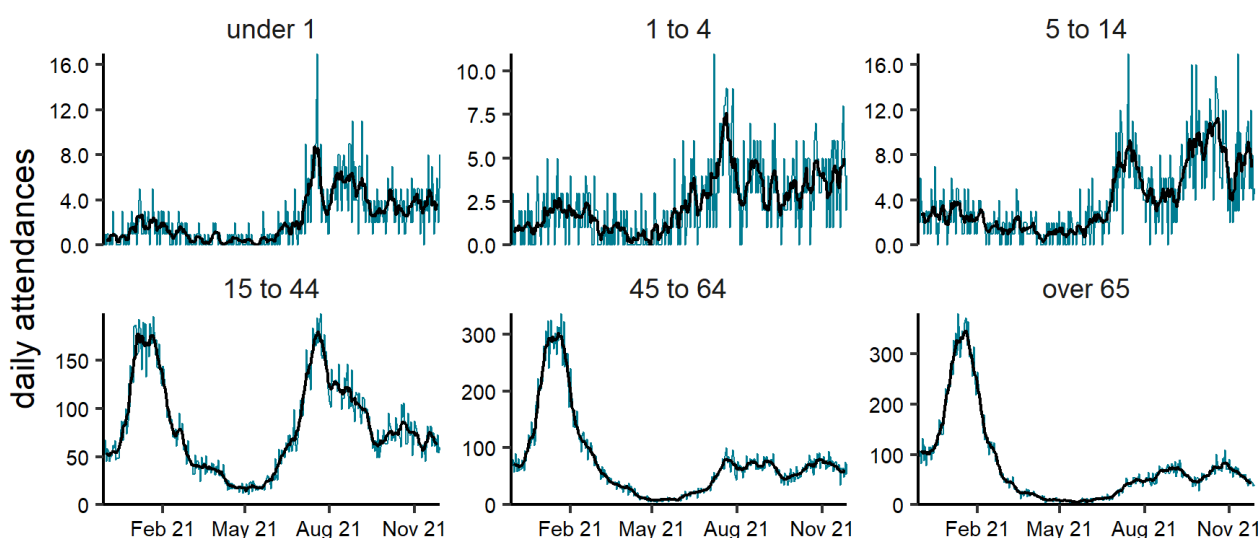 under 1
1 to 4
5 to 14
16.0
12.0
8.0
4.0
0.0
10.0
7.5
5.0
2.5
0.0
16.0
12.0
8.0
4.0
0.0
daily attendances
15 to 44
45 to 64
over 65
150
100
50
0
300
200
100
0
300
200
100
0
Feb 21 May 21 Aug 21 Nov 21
Feb 21 May 21 Aug 21 Nov 21
Feb 21 May 21 Aug 21 Nov 21